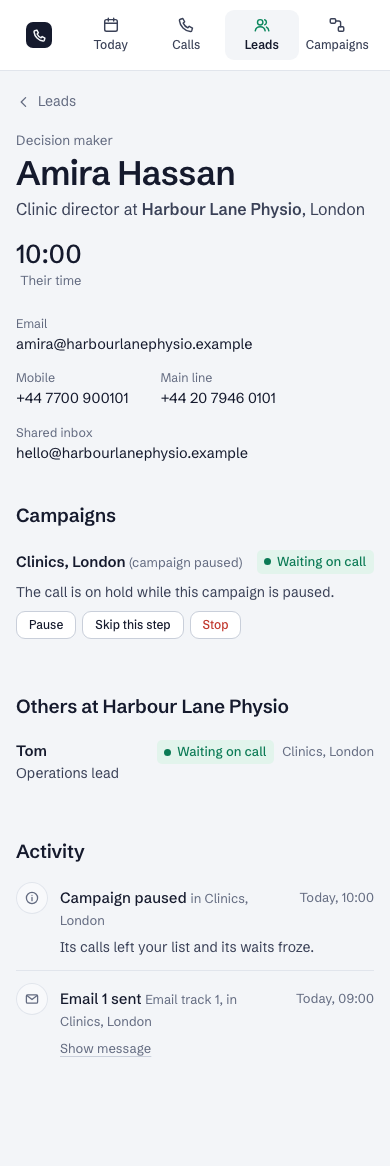 Today
Calls
Leads
Campaigns
Leads
Decision maker
Amira Hassan
Clinic director at Harbour Lane Physio, London
10:00
Their time
Email
amira@harbourlanephysio.example
Mobile
Main line
+44 7700 900101
+44 20 7946 0101
Shared inbox
hello@harbourlanephysio.example
Campaigns
Clinics, London (campaign paused)
Waiting on call
The call is on hold while this campaign is paused.
Pause
Skip this step
Stop
Others at Harbour Lane Physio
Tom
Waiting on call
Clinics, London
Operations lead
Activity
Campaign paused in Clinics,
London
Today, 10:00
Its calls left your list and its waits froze.
Email 1 sent Email track 1, in
Clinics, London
Today, 09:00
Show message